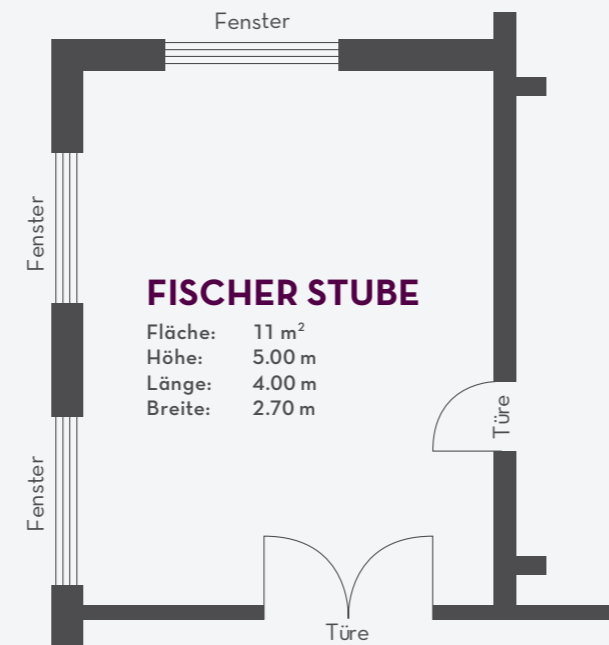 Fenster
Fenster
FISCHER STUBE
Fläche: 11 m²
Höhe: 5.00 m
Länge: 4.00 m
Breite: 2.70 m
Türe
Fenster
Türe